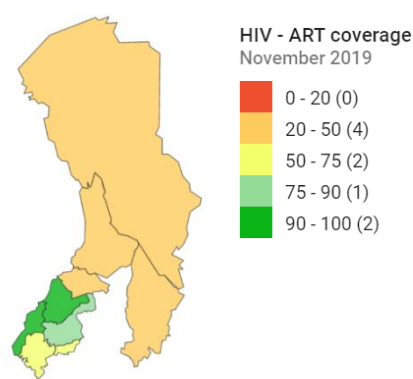 HIV - ART coverage
November 2019
0 - 20 (0)
20 - 50 (4)
50 - 75 (2)
75 - 90 (1)
90 - 100 (2)